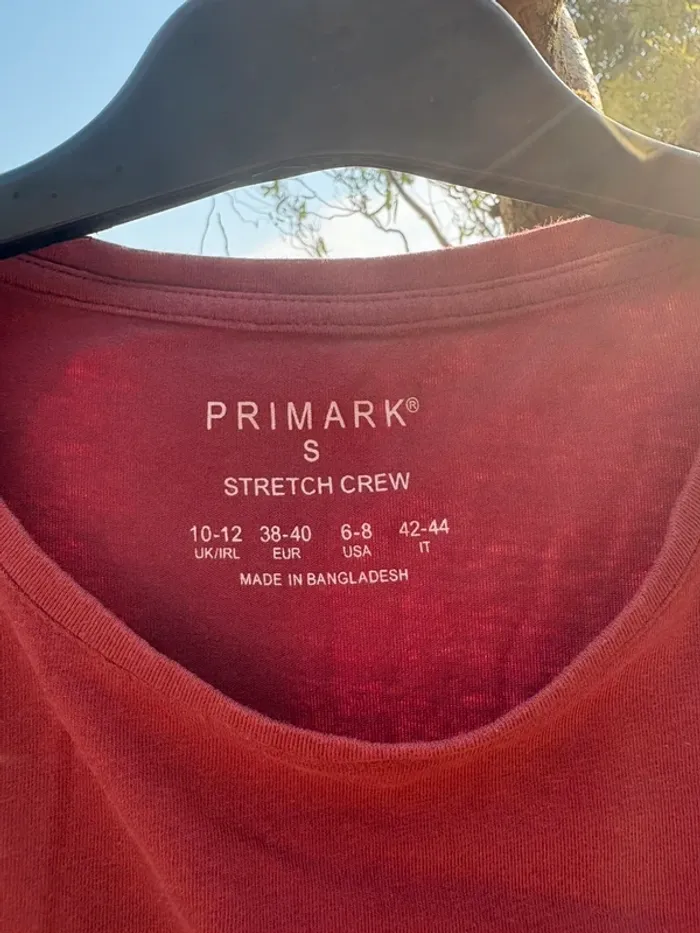 PRIMARK®
S
STRETCH CREW
10-12 38-40 6-8 42-44
UK/IRL EUR USA IT
MADE IN BANGLADESH